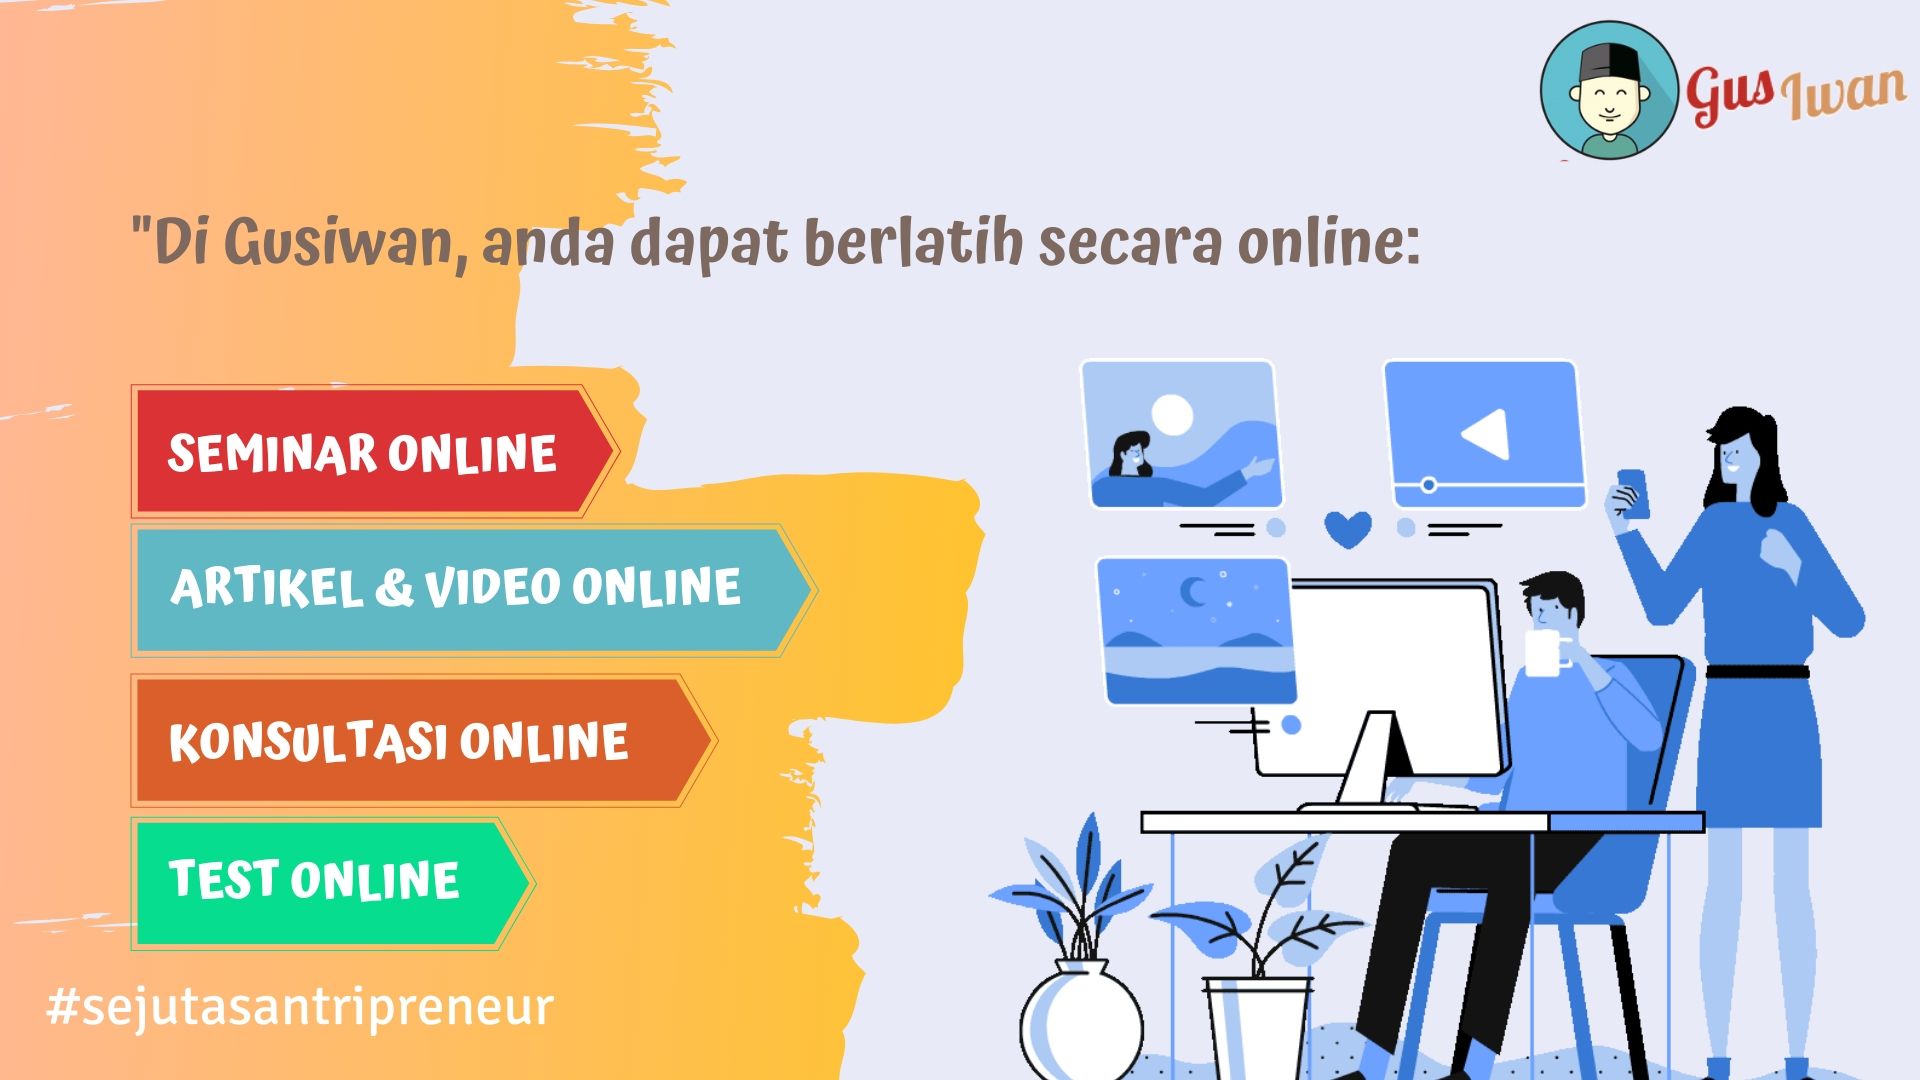 Gus Iwan
"Di Gusiwan, anda dapat berlatih secara online:
SEMINAR ONLINE
ARTIKEL & VIDEO ONLINE
KONSULTASI ONLINE
TEST ONLINE
#sejutasantripreneur